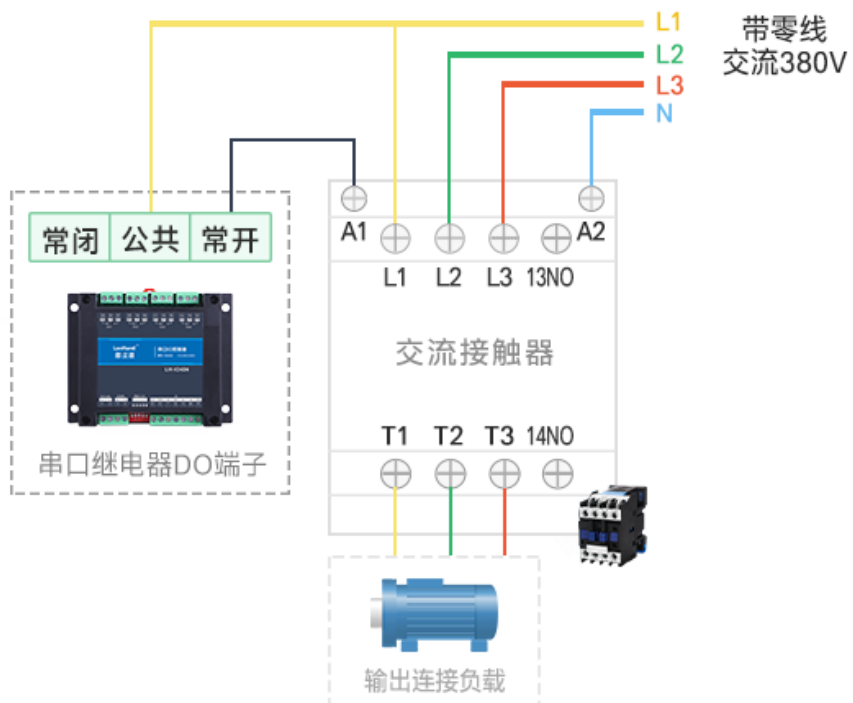 L1
L2
L3
N
带零线
交流380V
常闭 公共 常开
A1
A2
L1 L2 L3 13NO
交流接触器
T1 T2 T3 14NO
串口继电器DO端子
输出连接负载